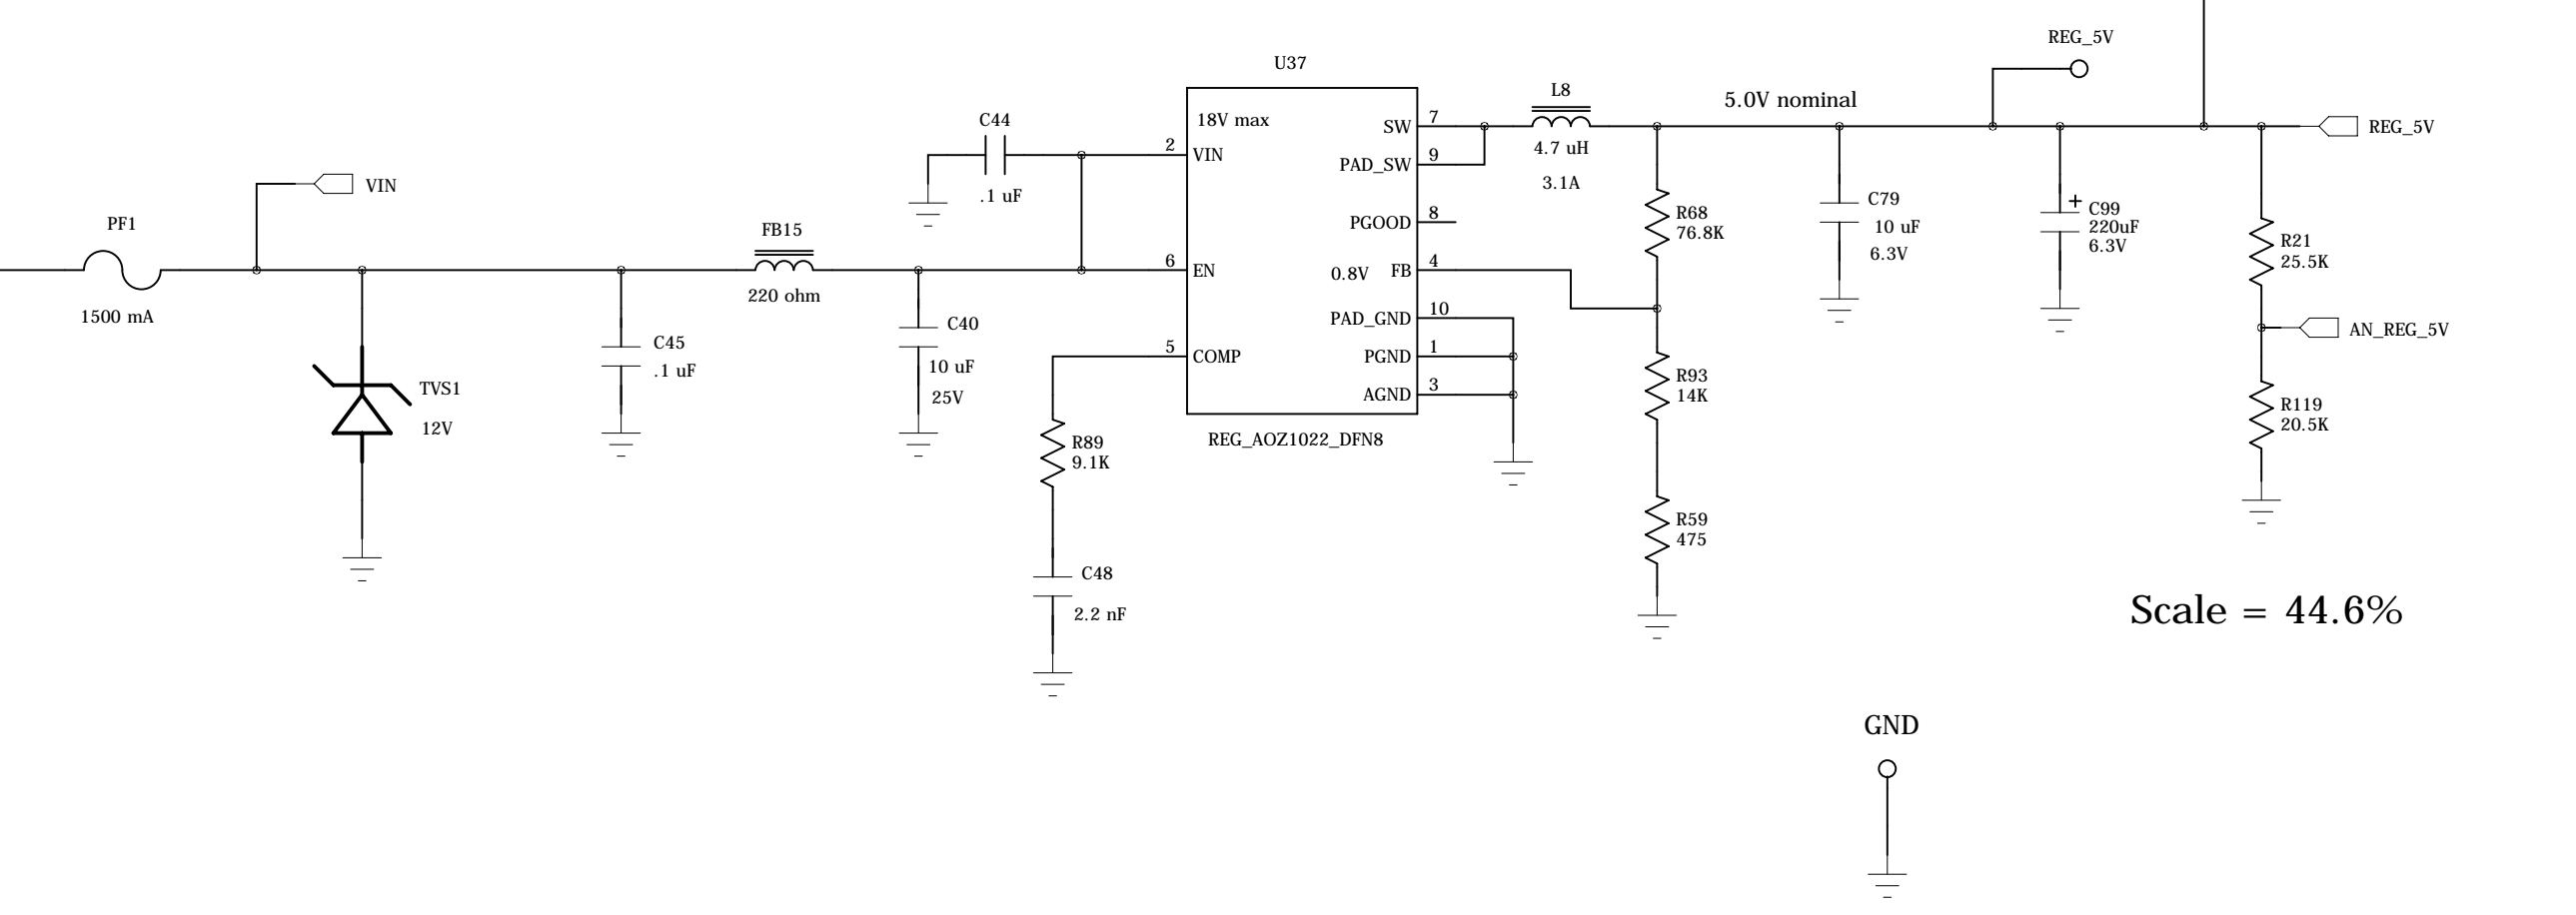 REG_5V
U37
L8
5.0V nominal
C44
18V max
SW
7
REG_5V
2
VIN
PAD_SW
9
4.7 uH
.1 uF
3.1A
VIN
PF1
FB15
PGOOD
8
R68
76.8K
C79
10 uF
6.3V
+
C99
220uF
6.3V
R21
25.5K
6
EN
0.8V
FB
4
220 ohm
1500 mA
PAD_GND
10
C45
.1 uF
C40
10 uF
25V
5
COMP
PGND
1
AN_REG_5V
TVS1
12V
AGND
3
R93
14K
R119
20.5K
R89
9.1K
REG_AOZ1022_DFN8
R59
475
C48
2.2 nF
Scale = 44.6%
GND